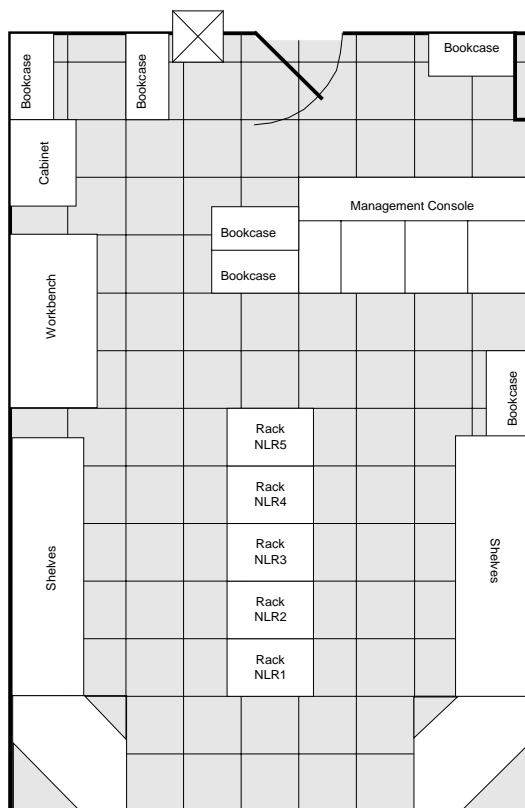 Bookcase
Bookcase
Bookcase
Cabinet
Management Console
Bookcase
Bookcase
Workbench
Bookcase
Rack
NLR5
Rack
NLR4
Rack
NLR3
Shelves
Shelves
Rack
NLR2
Rack
NLR1